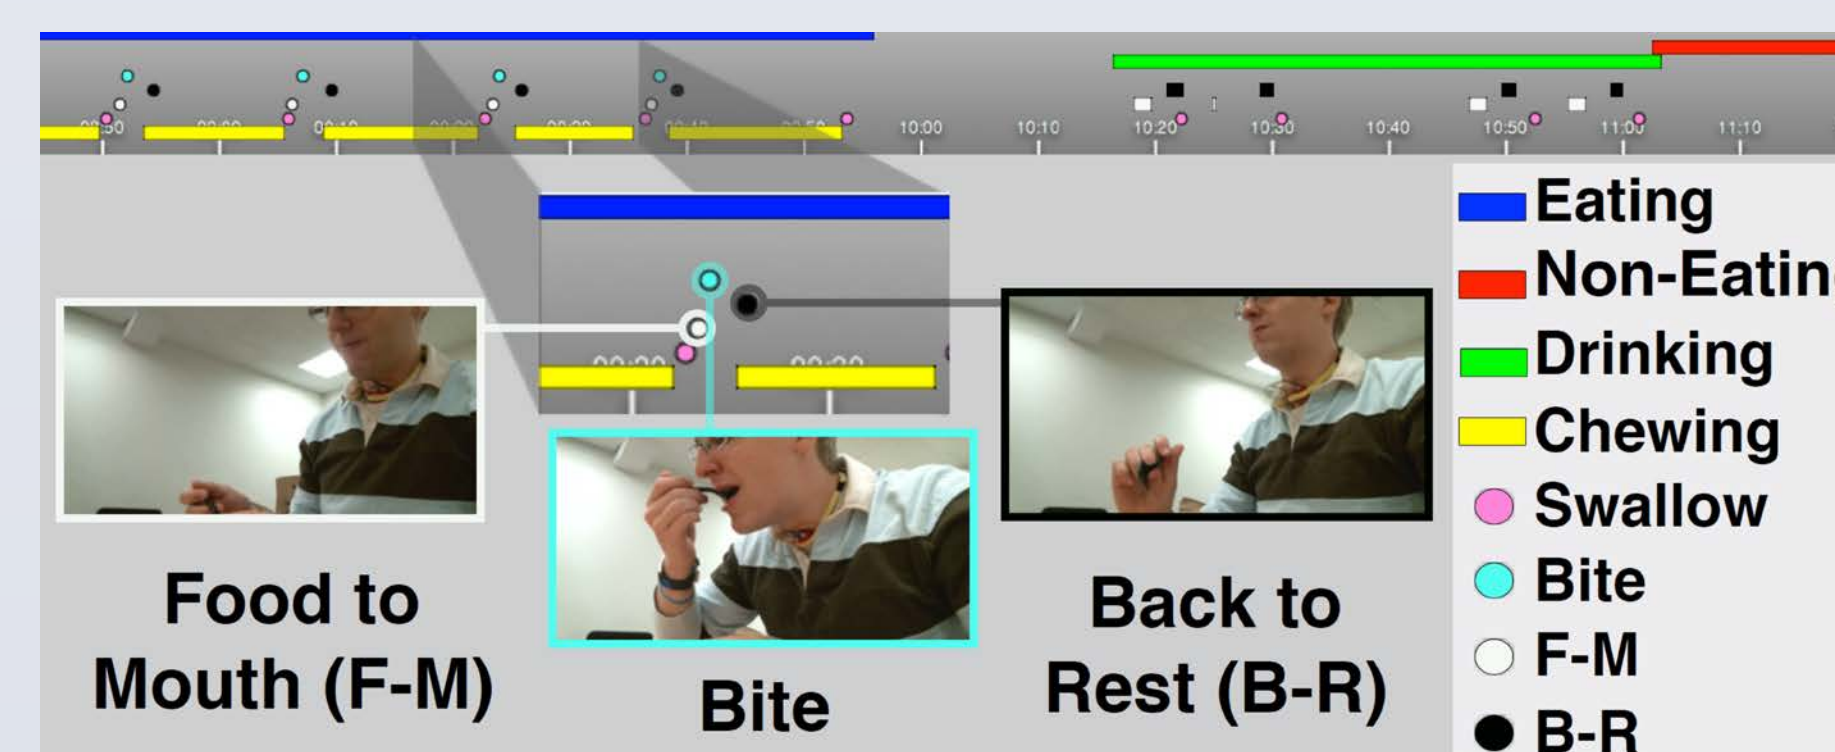 10:00 10:10 10:20 10:30 10:40 10:50 11:00 11:10
Eating
Non-Eatin
Drinking
Chewing
Swallow
Bite
F-M
B-R
Food to
Mouth (F-M)
Bite
Back to
Rest (B-R)